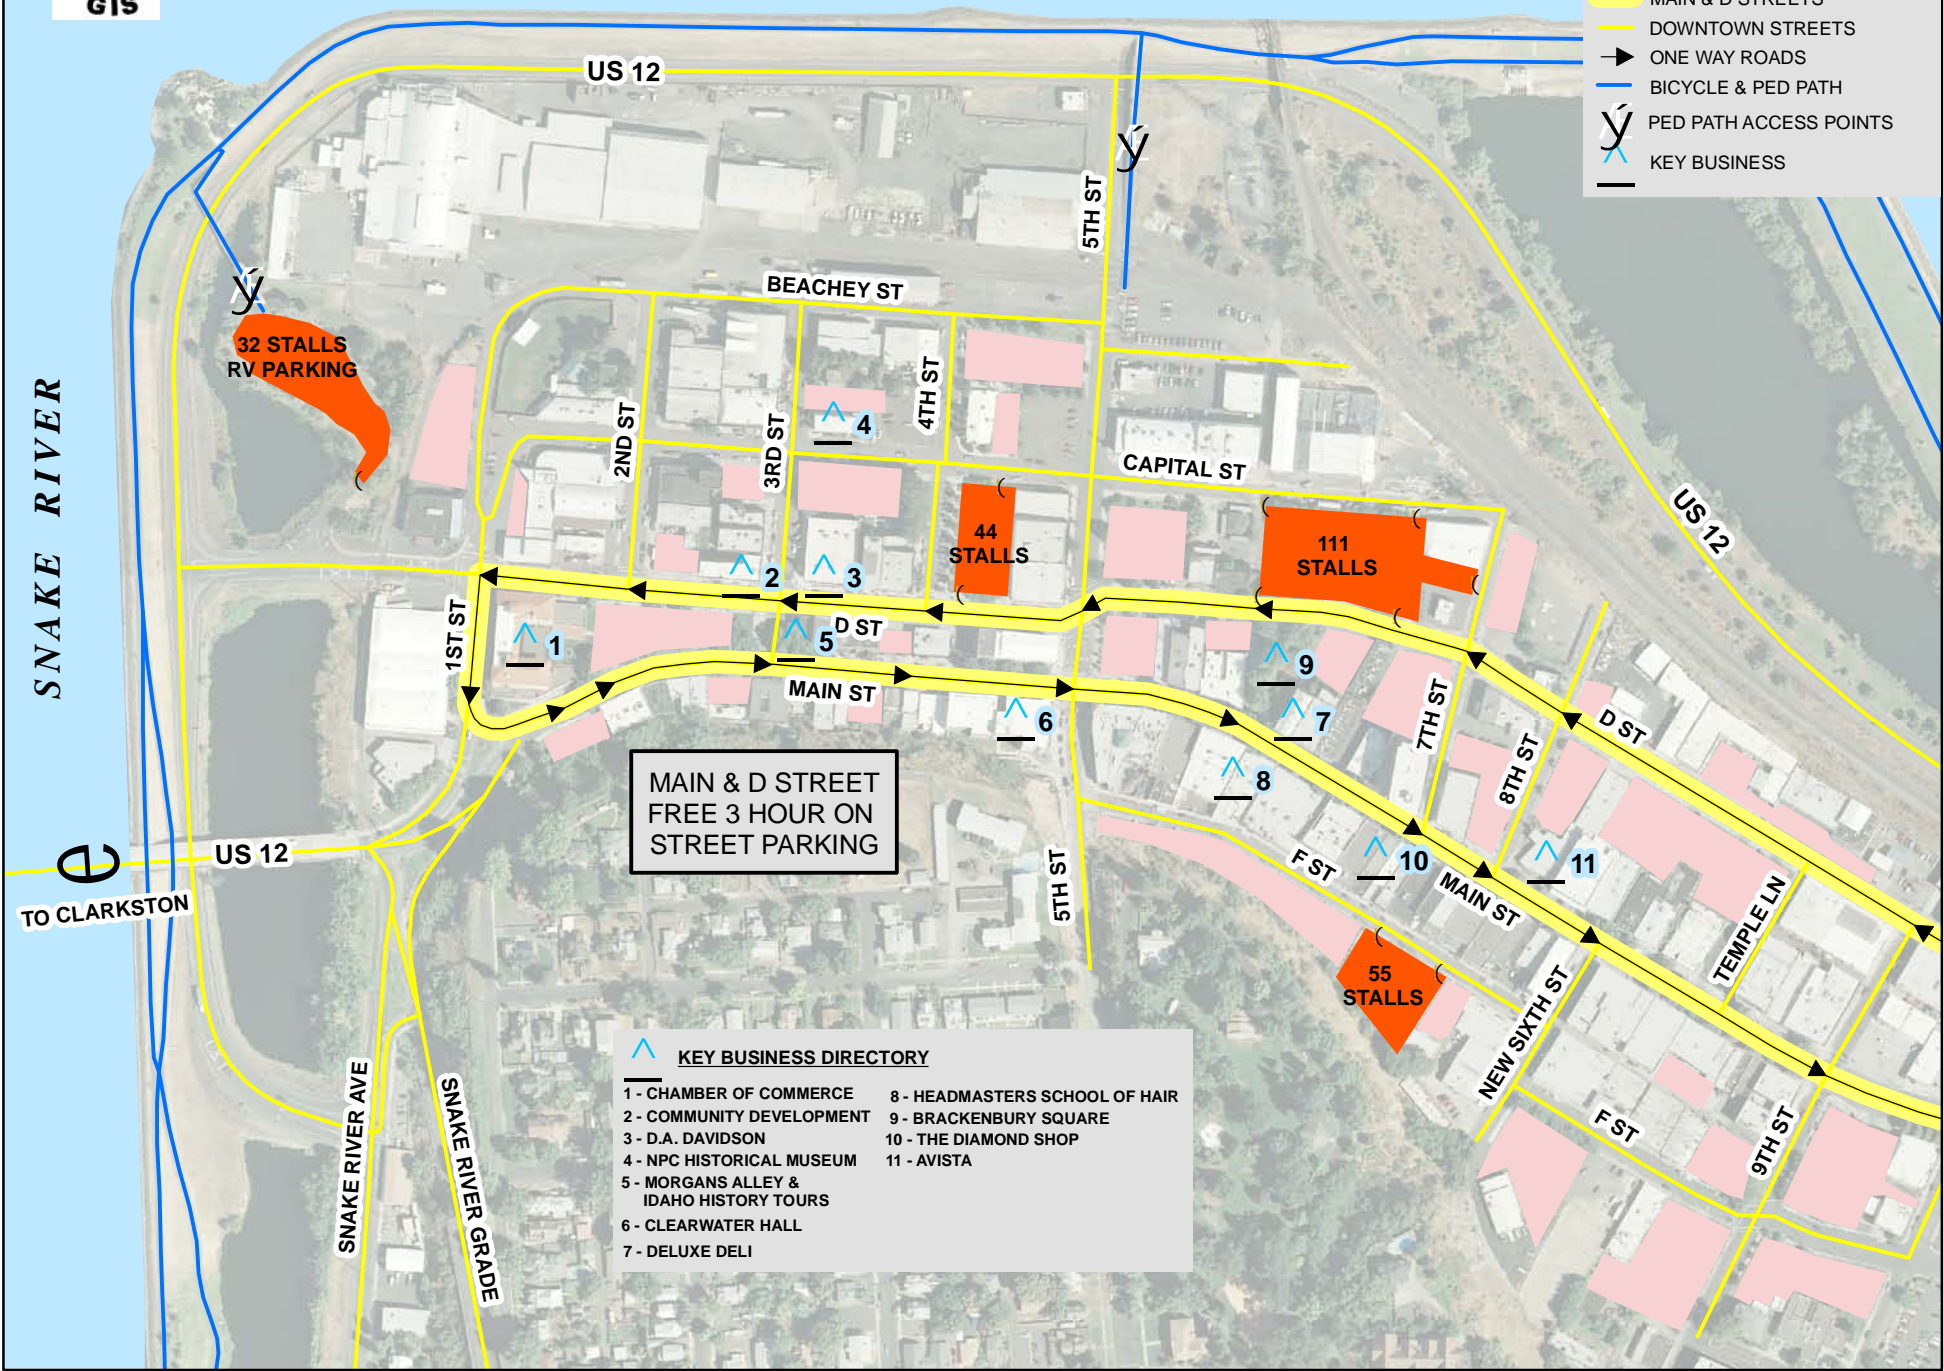 GIS
MAIN & D STREETS
DOWNTOWN STREETS
ONE WAY ROADS
BICYCLE & PED PATH
PED PATH ACCESS POINTS
KEY BUSINESS
ý
US 12
ý
5TH ST
BEACHEY ST
ý
32 STALLS
RV PARKING
SNAKE RIVER
2ND ST
3RD ST
4TH ST
4
CAPITAL ST
US 12
44
STALLS
111
STALLS
2
3
1ST ST
1
5
D ST
MAIN ST
6
9
7
8
7TH ST
8TH ST
D ST
MAIN & D STREET
FREE 3 HOUR ON
STREET PARKING
e
US 12
TO CLARKSTON
5TH ST
F ST
10
MAIN ST
11
TEMPLE LN
55
STALLS
NEW SIXTH ST
F ST
9TH ST
SNAKE RIVER AVE
SNAKE RIVER GRADE
KEY BUSINESS DIRECTORY
1 - CHAMBER OF COMMERCE
2 - COMMUNITY DEVELOPMENT
3 - D.A. DAVIDSON
4 - NPC HISTORICAL MUSEUM
5 - MORGANS ALLEY &
IDAHO HISTORY TOURS
6 - CLEARWATER HALL
7 - DELUXE DELI
8 - HEADMASTERS SCHOOL OF HAIR
9 - BRACKENBURY SQUARE
10 - THE DIAMOND SHOP
11 - AVISTA